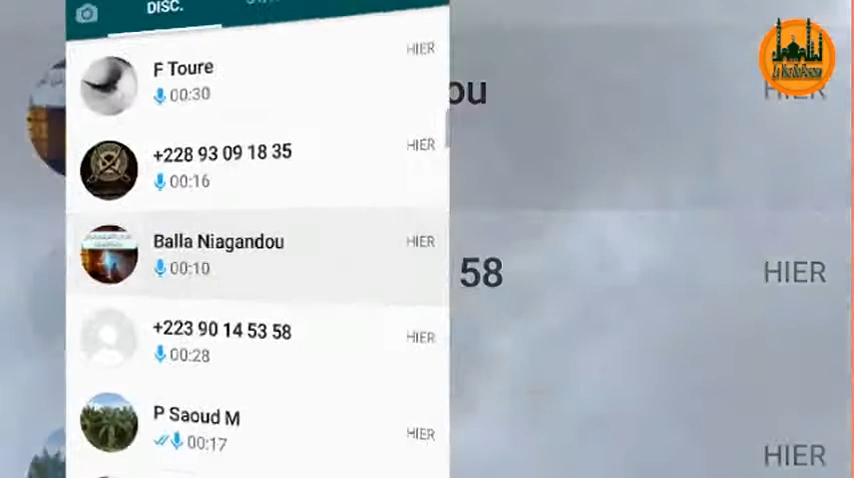 DISC.
F Toure
HIER
00:30
+228 93 09 18 35
HIER
00:16
Balla Niagandou
HIER
00:10
+223 90 14 53 58
HIER
00:28
P Saoud M
HIER
00:17
ou
HIER
58
HIER
HIER